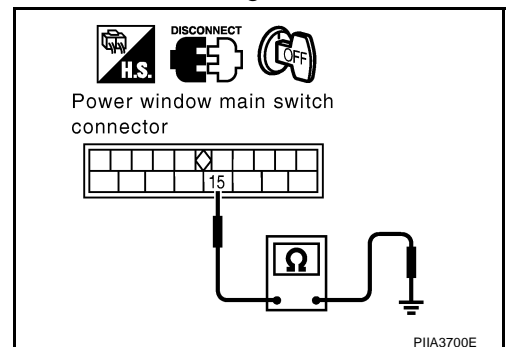 DISCONNECT
H.S.
OFF
Power window main switch
connector
15
Ω
PIIA3700E